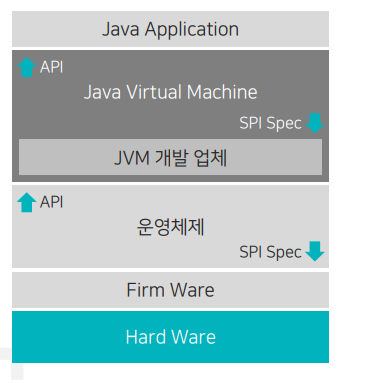 Java Application
API
Java Virtual Machine
SPI Spec
JVM 개발 업체
API
운영체제
SPI Spec
Firm Ware
Hard Ware